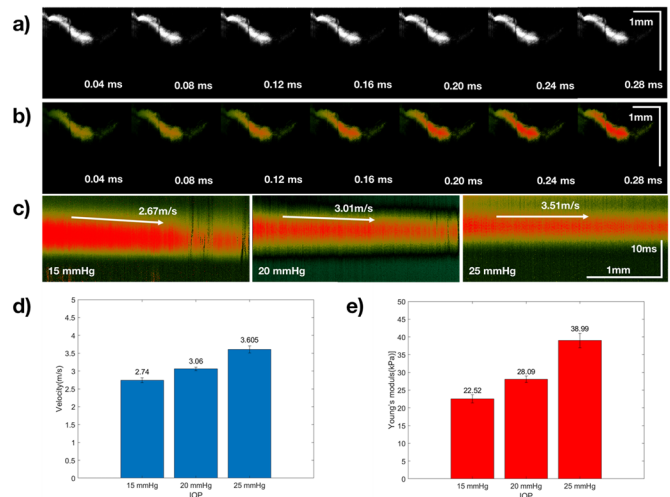 a)
1mm
0.04 ms
0.08 ms
0.12 ms
0.16 ms
0.20 ms
0.24 ms
0.28 ms
b)
1mm
0.04 ms
0.08 ms
0.12 ms
0.16 ms
0.20 ms
0.24 ms
0.28 ms
c)
2.67m/s
15 mmHg
3.01m/s
20 mmHg
3.51m/s
10ms
25 mmHg
1mm
d)
Velocity(m/s)
5
4.5
4
3.5
3
2.5
2
1.5
1
0.5
0
2.74
3.06
3.605
15 mmHg
20 mmHg
25 mmHg
IOP
e)
Young's moduls(kPa)]
50
45
40
35
30
25
20
15
10
5
0
22.52
28.09
38.99
15 mmHg
20 mmHg
25 mmHg
IOP